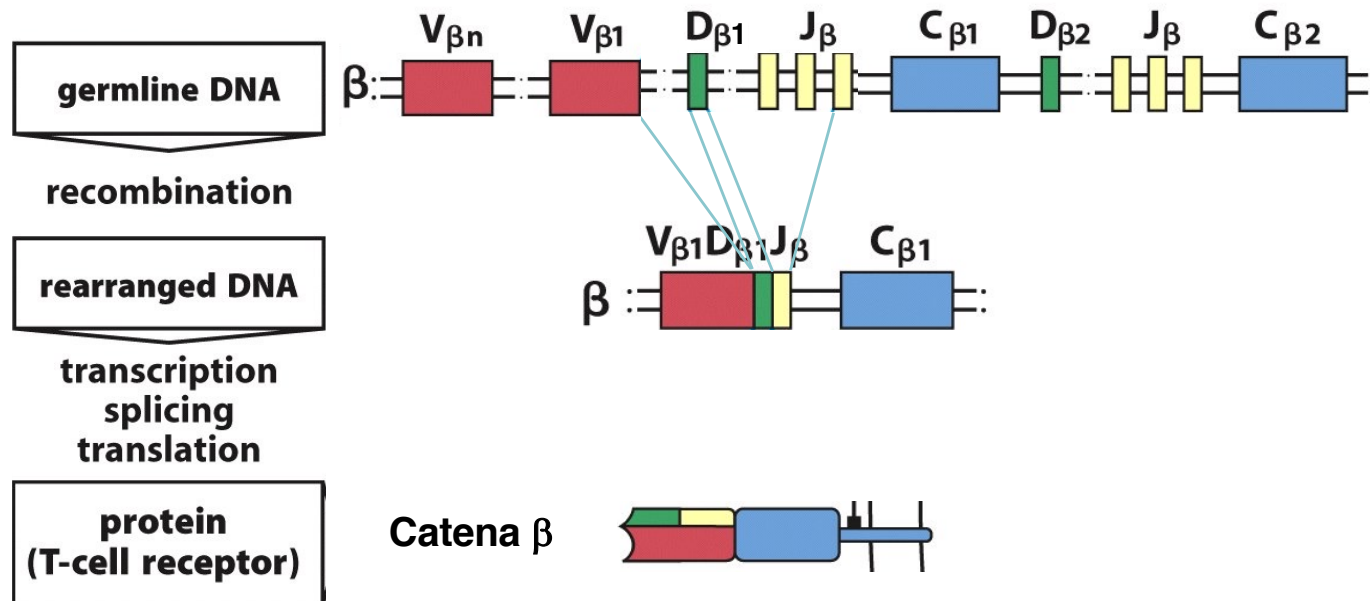 Vβn Vβ1 Dβ1 Jβ Cβ1 Dβ2 Jβ Cβ2
germline DNA
β
recombination
Vβ1Dβ1Jβ Cβ1
rearranged DNA
β
transcription
splicing
translation
protein
(T-cell receptor)
Catena β